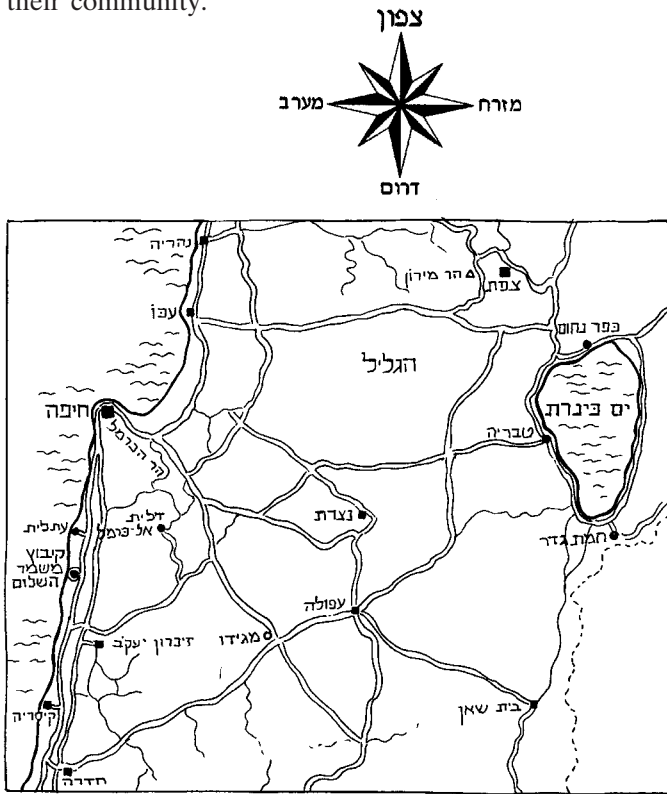 their community.
צפון
מערב
מזרח
דרום
נהריה
הר מירון
צפת
עכו
כפר נחום
הגליל
חיפה
ים כינרת
הר הכרמל
טבריה
נצרת
דלית
אל-כרמל
עתלית
חמת גדר
קיבוץ
משמר
השלום
עפולה
מגידו
זיכרון יעקב
קיסריה
בית שאן
חדרה